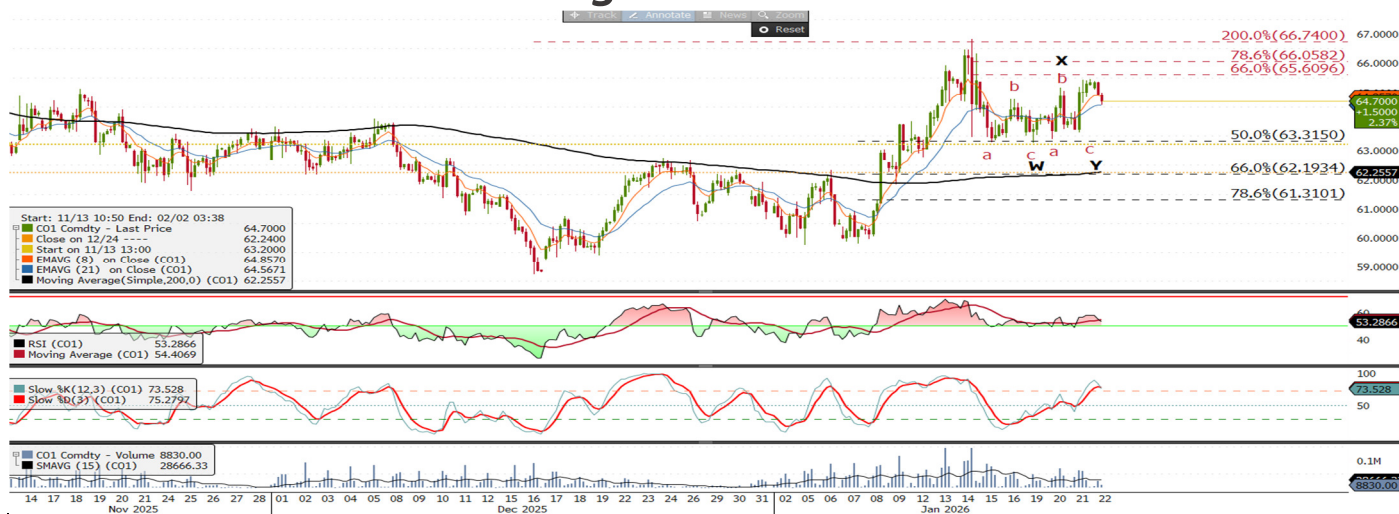 Track Annotate News Zoom
Reset
200.0%(66.7400)
78.6%(66.0582)
66.0%(65.6096)
50.0%(63.3150)
66.0%(62.1934)
78.6%(61.3101)
X
b b
a c a c
W Y
67.0000
66.0000
64.7000
+1.5000
2.37%
63.0000
62.2557
62.0000
61.0000
60.0000
59.0000
Start: 11/13 10:50 End: 02/02 03:38
CO1 Comdty - Last Price 64.7000
Close on 12/24 ---- 62.2400
Start on 11/13 13:00 63.2000
EMAVG (8) on Close (CO1) 64.8570
EMAVG (21) on Close (CO1) 64.5671
Moving Average(Simple,200,0) (CO1) 62.2557
RSI (CO1) 53.2866
Moving Average (CO1) 54.4069
53.2866
40
Slow %K(12,3) (CO1) 73.528
Slow %D(3) (CO1) 75.2797
100
73.528
50
CO1 Comdty - Volume 8830.00
SMAVG (15) (CO1) 28666.33
0.1M
8830.00
14 17 18 19 20 21 24 25 26 27 28 01 02 03 04 05 08 09 10 11 12 15 16 17 18 19 22 23 24 26 29 30 31 02 05 06 07 08 09 12 13 14 15 16 19 20 21 22
Nov 2025 Dec 2025 Jan 2026